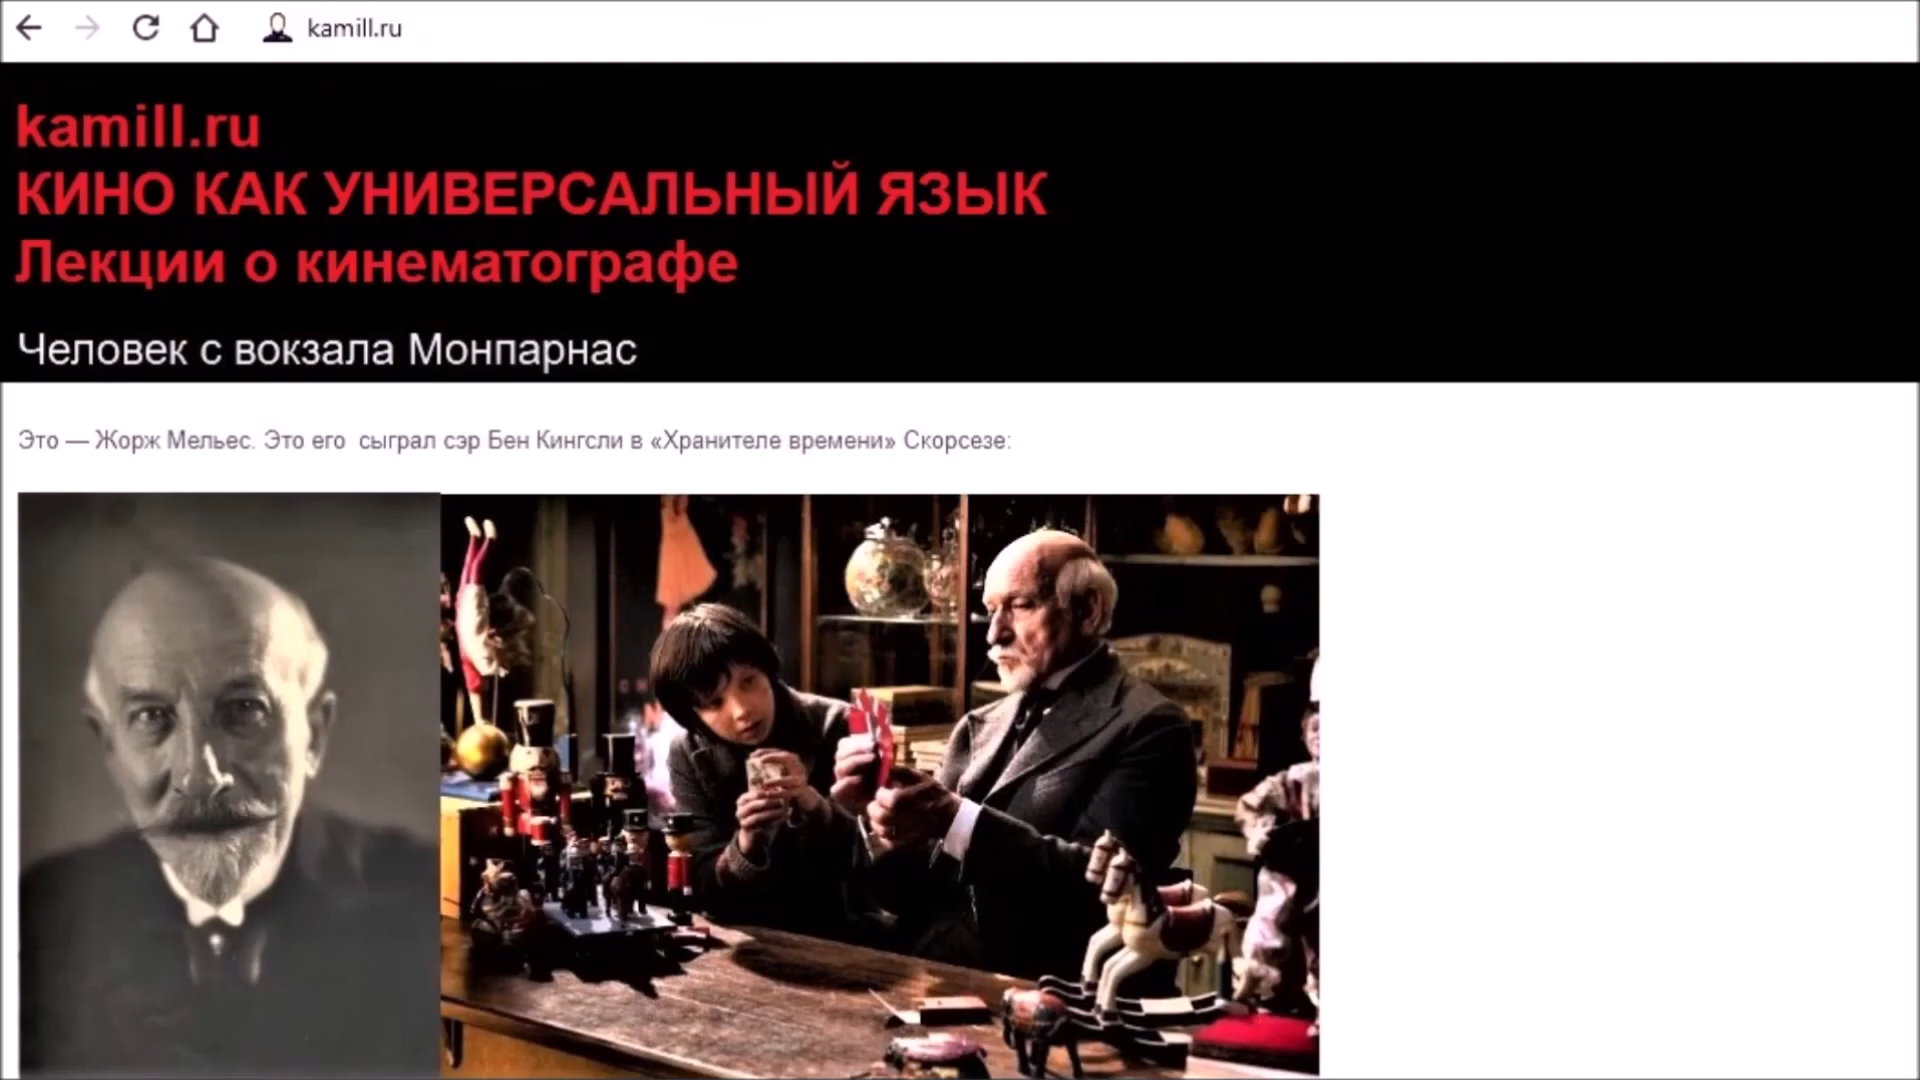 kamill.ru
kamill.ru
КИНО КАК УНИВЕРСАЛЬНЫЙ ЯЗЫК
Лекции о кинематографе
Человек с вокзала Монпарнас
Это — Жорж Мельес. Это его сыграл сэр Бен Кингсли в «Хранителе времени» Скорсезе: